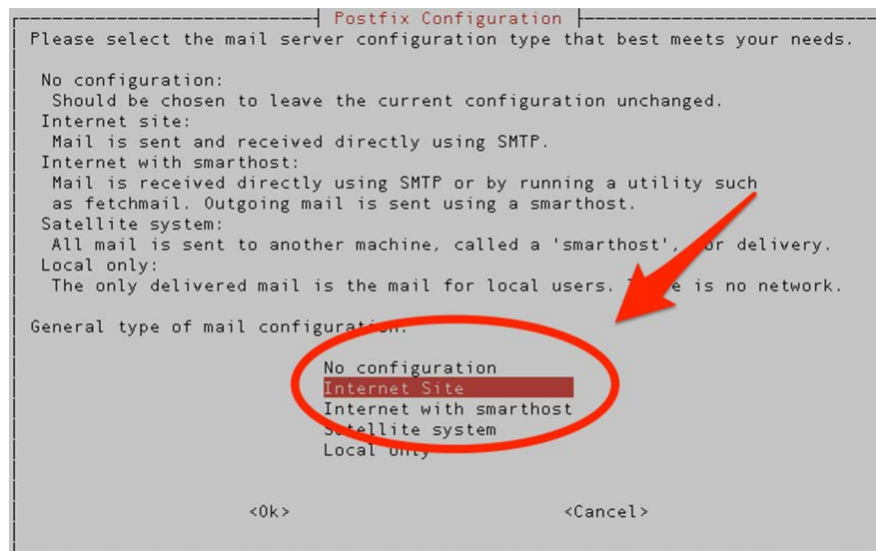 Postfix Configuration
Please select the mail server configuration type that best meets your needs.
No configuration:
Should be chosen to leave the current configuration unchanged.
Internet site:
Mail is sent and received directly using SMTP.
Internet with smarthost:
Mail is received directly using SMTP or by running a utility such
as fetchmail. Outgoing mail is sent using a smarthost.
Satellite system:
All mail is sent to another machine, called a 'smarthost', for delivery.
Local only:
The only delivered mail is the mail for local users. There is no network.
General type of mail configuration:
No configuration
Internet Site
Internet with smarthost
Satellite system
Local only
<Ok> <Cancel>